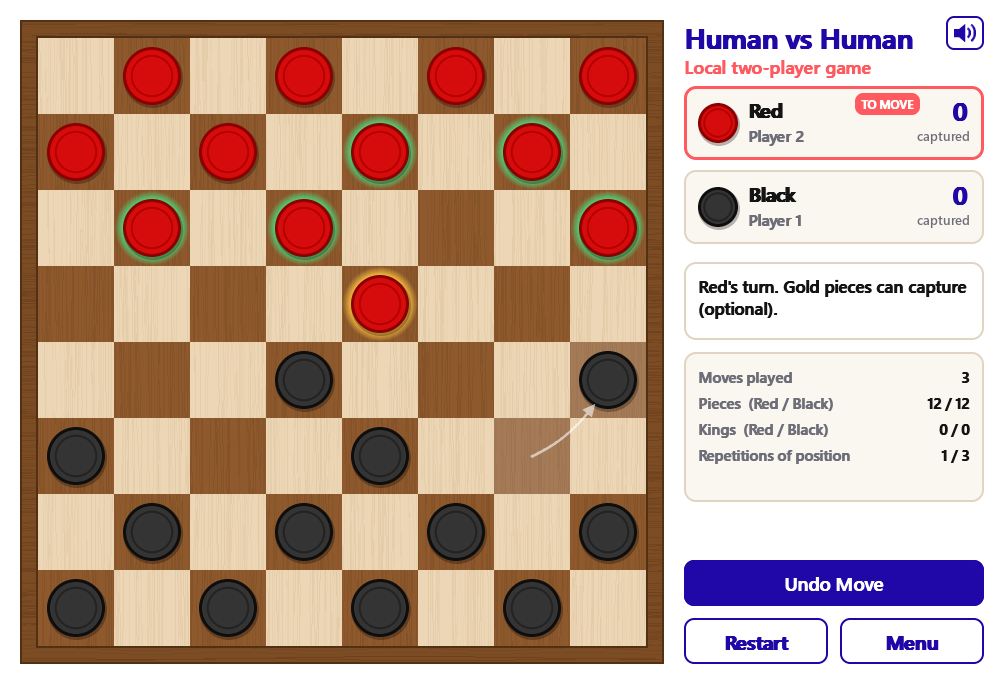 Human vs Human
Local two-player game
Red
TO MOVE
0
Player 2
captured
Black
0
Player 1
captured
Red's turn. Gold pieces can capture
(optional).
Moves played 3
Pieces (Red / Black) 12 / 12
Kings (Red / Black) 0 / 0
Repetitions of position 1 / 3
Undo Move
Restart
Menu